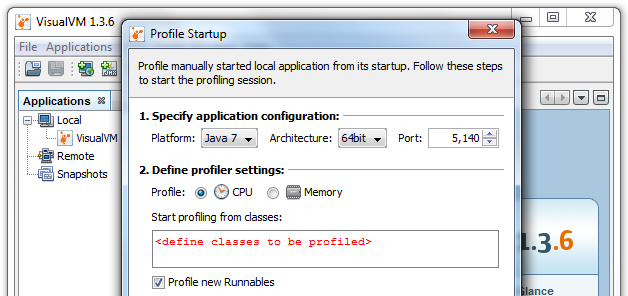 VisualVM 1.3.6
Profile Startup
File Applications
Profile manually started local application from its startup. Follow these steps
to start the profiling session.
Applications
Local
VisualVM
Remote
Snapshots
1. Specify application configuration:
Platform: Java 7 Architecture: 64bit Port: 5,140
2. Define profiler settings:
Profile: CPU Memory
Start profiling from classes:
<define classes to be profiled>
Profile new Runnables
1.3.6
Glance